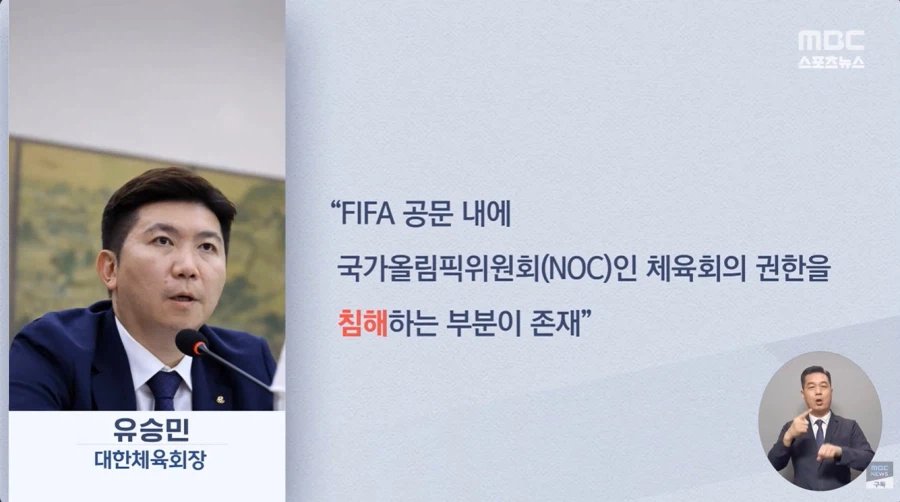 MBC
스포츠뉴스
“FIFA 공문 내에
국가올림픽위원회(NOC)인 체육회의 권한을
침해하는 부분이 존재”
유승민
대한체육회장
MBC
NEWS
구독